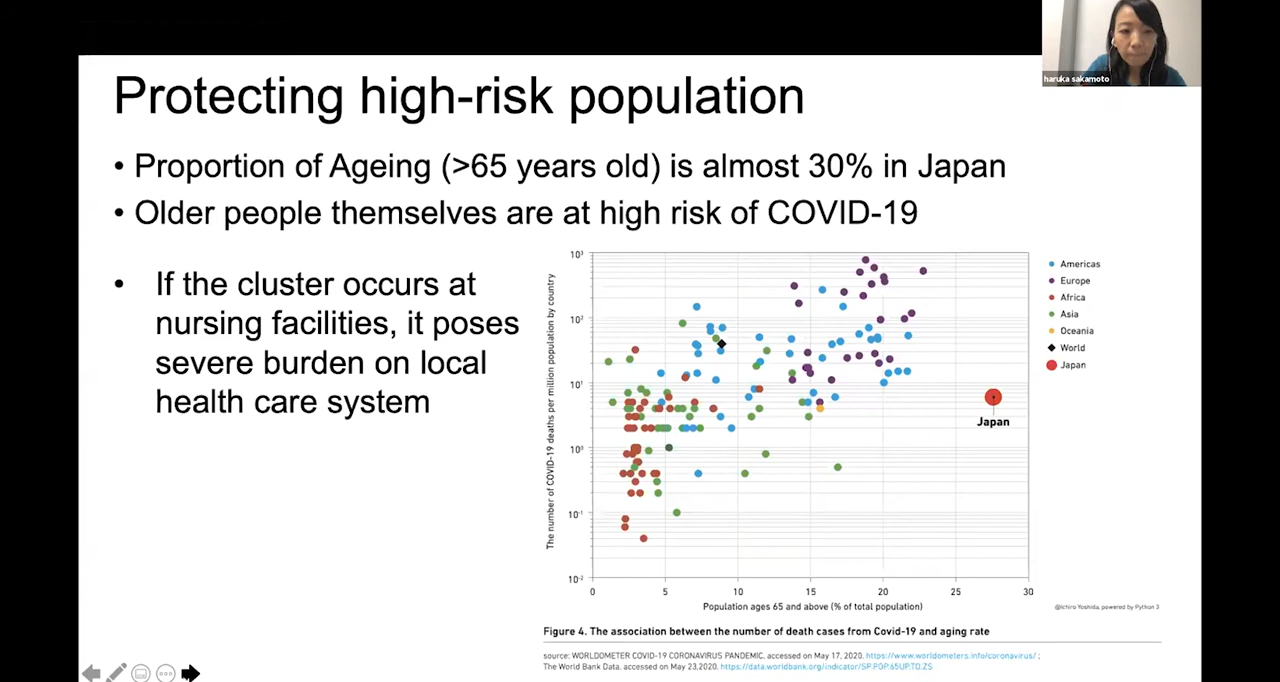 haruka sakamoto
Protecting high-risk population
• Proportion of Ageing (>65 years old) is almost 30% in Japan
• Older people themselves are at high risk of COVID-19
• If the cluster occurs at
nursing facilities, it poses
severe burden on local
health care system
The number of COVID-19 deaths per million population by country
10³
10²
10¹
10⁰
10⁻¹
10⁻²
0 5 10 15 20 25 30
Population ages 65 and above (% of total population)
Japan
Americas
Europe
Africa
Asia
Oceania
World
Japan
@Ichiro Yoshida, powered by Python 3
Figure 4. The association between the number of death cases from Covid-19 and aging rate
source: WORLDOMETER COVID-19 CORONAVIRUS PANDEMIC, accessed on May 17, 2020. https://www.worldometers.info/coronavirus/ ;
The World Bank Data, accessed on May 23,2020. https://data.worldbank.org/indicator/SP.POP.65UP.TO.ZS